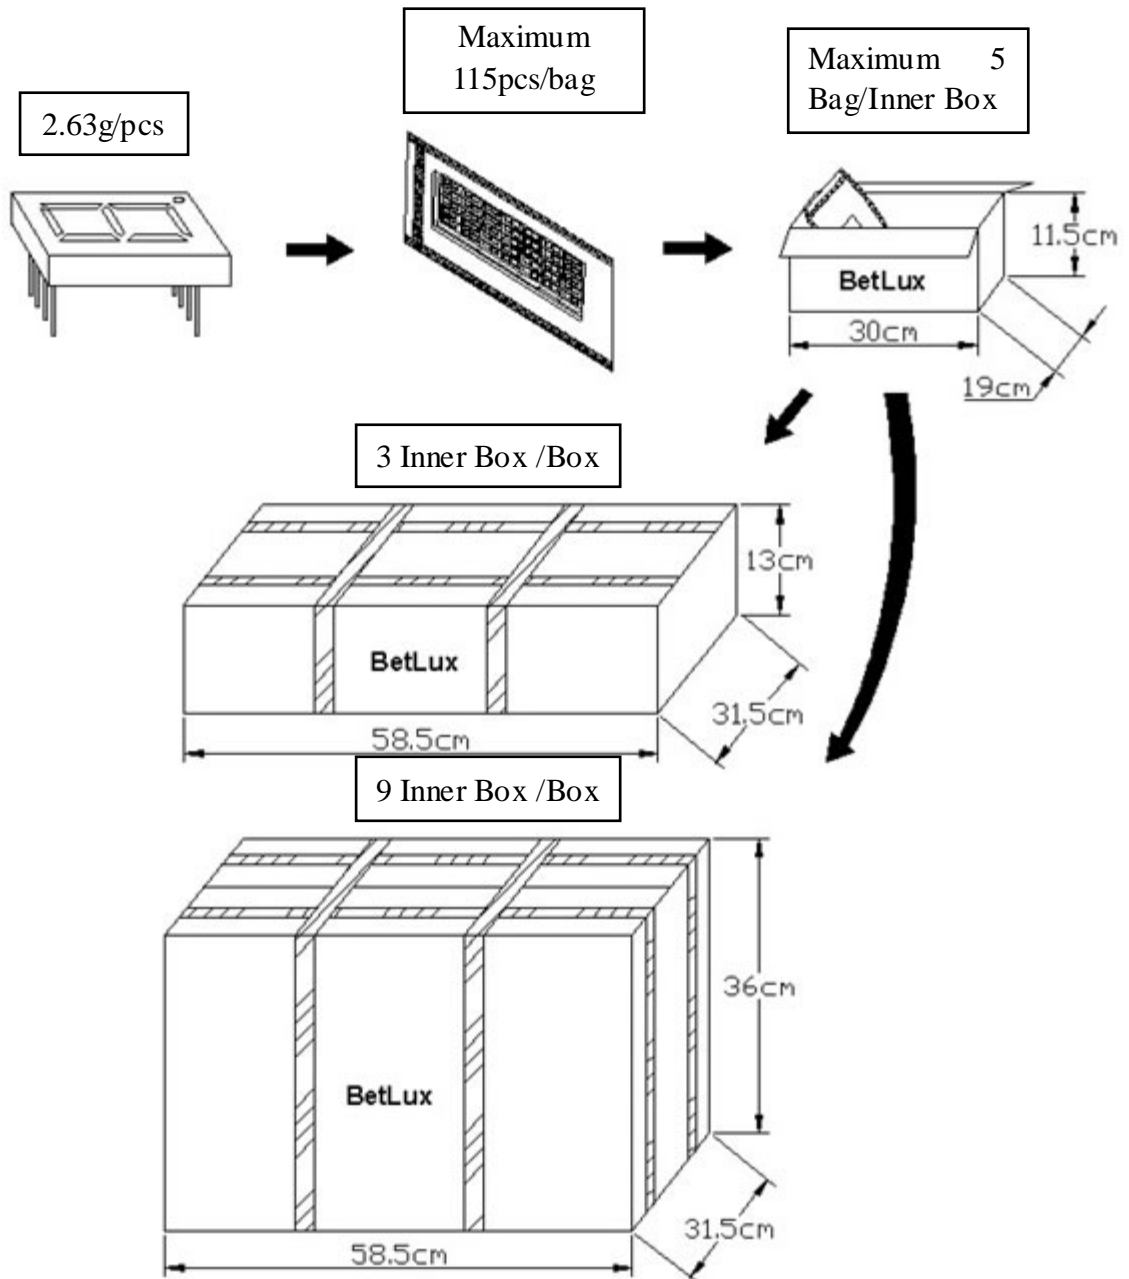 Maximum
115pcs/bag
Maximum 5
Bag/Inner Box
2.63g/pcs
11.5cm
BetLux
30cm
19cm
3 Inner Box /Box
13cm
BetLux
31.5cm
58.5cm
9 Inner Box /Box
36cm
BetLux
31.5cm
58.5cm